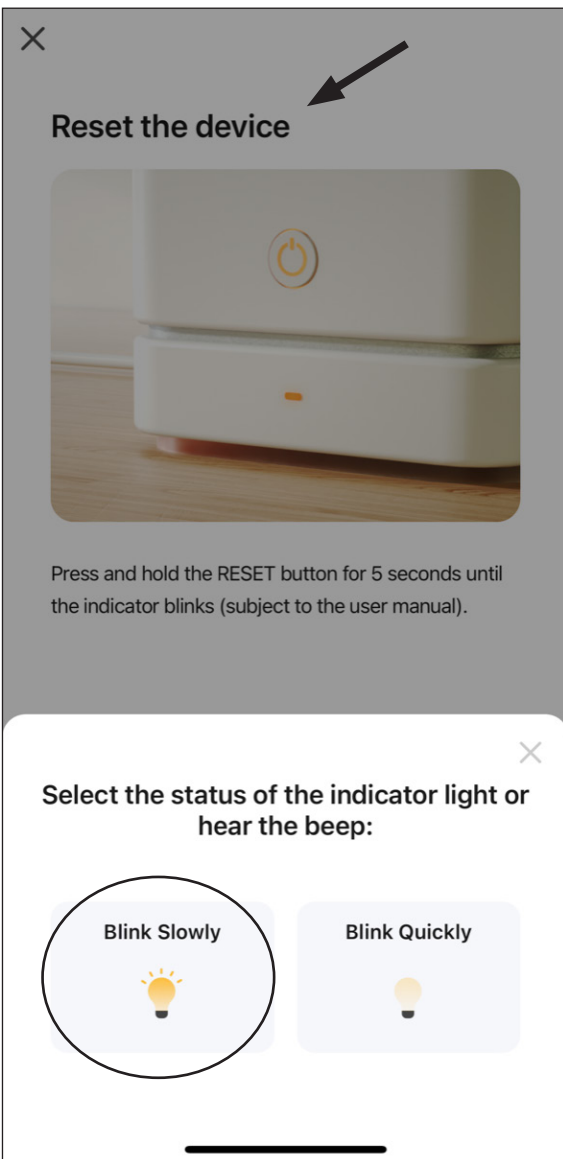 Reset the device
Press and hold the RESET button for 5 seconds until
the indicator blinks (subject to the user manual).
Select the status of the indicator light or
hear the beep:
Blink Slowly
Blink Quickly